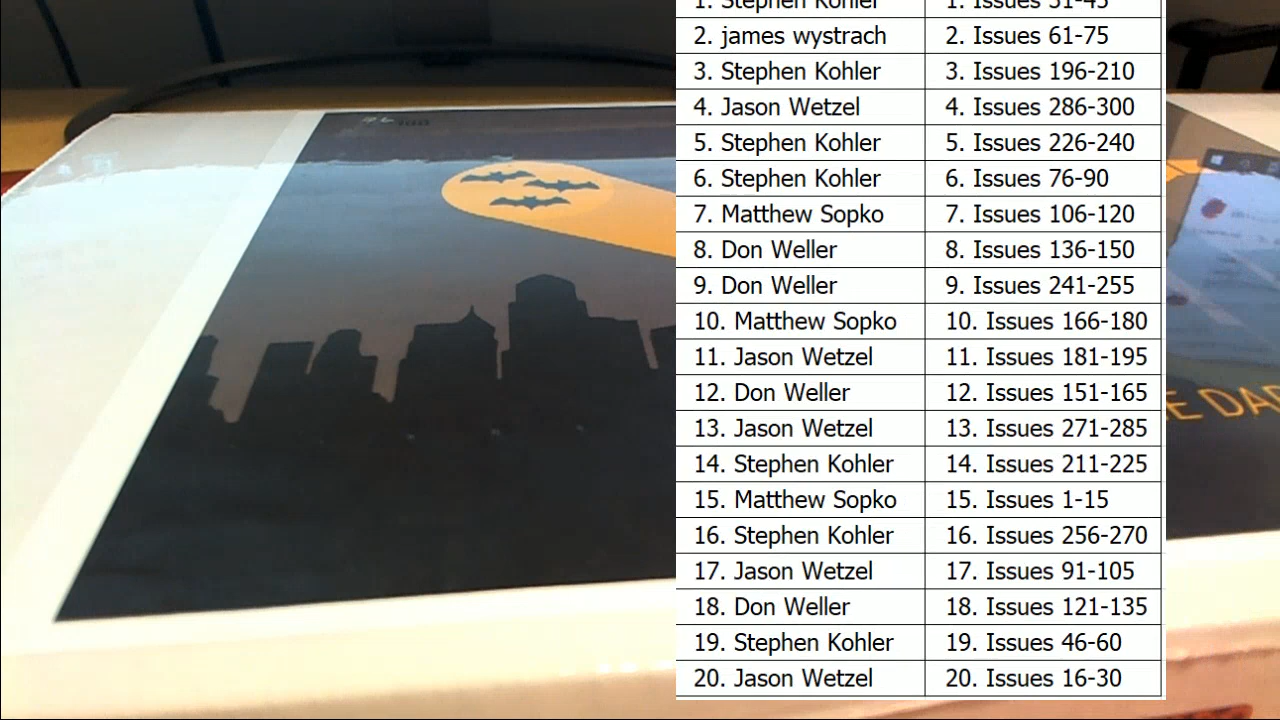 1. Stephen Kohler 1. Issues 31-45
2. james wystrach 2. Issues 61-75
3. Stephen Kohler 3. Issues 196-210
4. Jason Wetzel 4. Issues 286-300
5. Stephen Kohler 5. Issues 226-240
6. Stephen Kohler 6. Issues 76-90
7. Matthew Sopko 7. Issues 106-120
8. Don Weller 8. Issues 136-150
9. Don Weller 9. Issues 241-255
10. Matthew Sopko 10. Issues 166-180
11. Jason Wetzel 11. Issues 181-195
12. Don Weller 12. Issues 151-165
13. Jason Wetzel 13. Issues 271-285
14. Stephen Kohler 14. Issues 211-225
15. Matthew Sopko 15. Issues 1-15
16. Stephen Kohler 16. Issues 256-270
17. Jason Wetzel 17. Issues 91-105
18. Don Weller 18. Issues 121-135
19. Stephen Kohler 19. Issues 46-60
20. Jason Wetzel 20. Issues 16-30